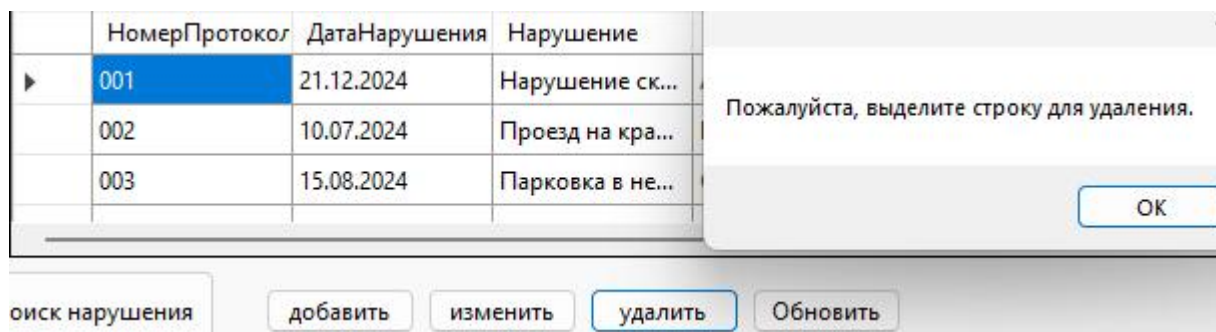 НомерПротокол ДатаНарушения Нарушение
001 21.12.2024 Нарушение ск...
002 10.07.2024 Проезд на кра...
003 15.08.2024 Парковка в не...
Пожалуйста, выделите строку для удаления.
ОК
оиск нарушения добавить изменить удалить Обновить